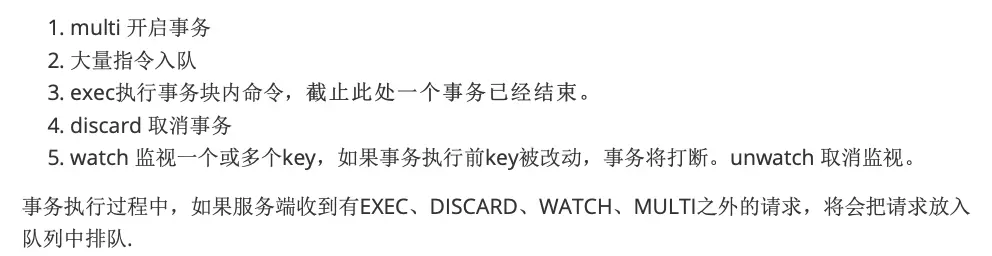 1. multi 开启事务
2. 大量指令入队
3. exec执行事务块内命令，截止此处一个事务已经结束。
4. discard 取消事务
5. watch 监视一个或多个key，如果事务执行前key被改动，事务将打断。unwatch 取消监视。
事务执行过程中，如果服务端收到有EXEC、DISCARD、WATCH、MULTI之外的请求，将会把请求放入
队列中排队.